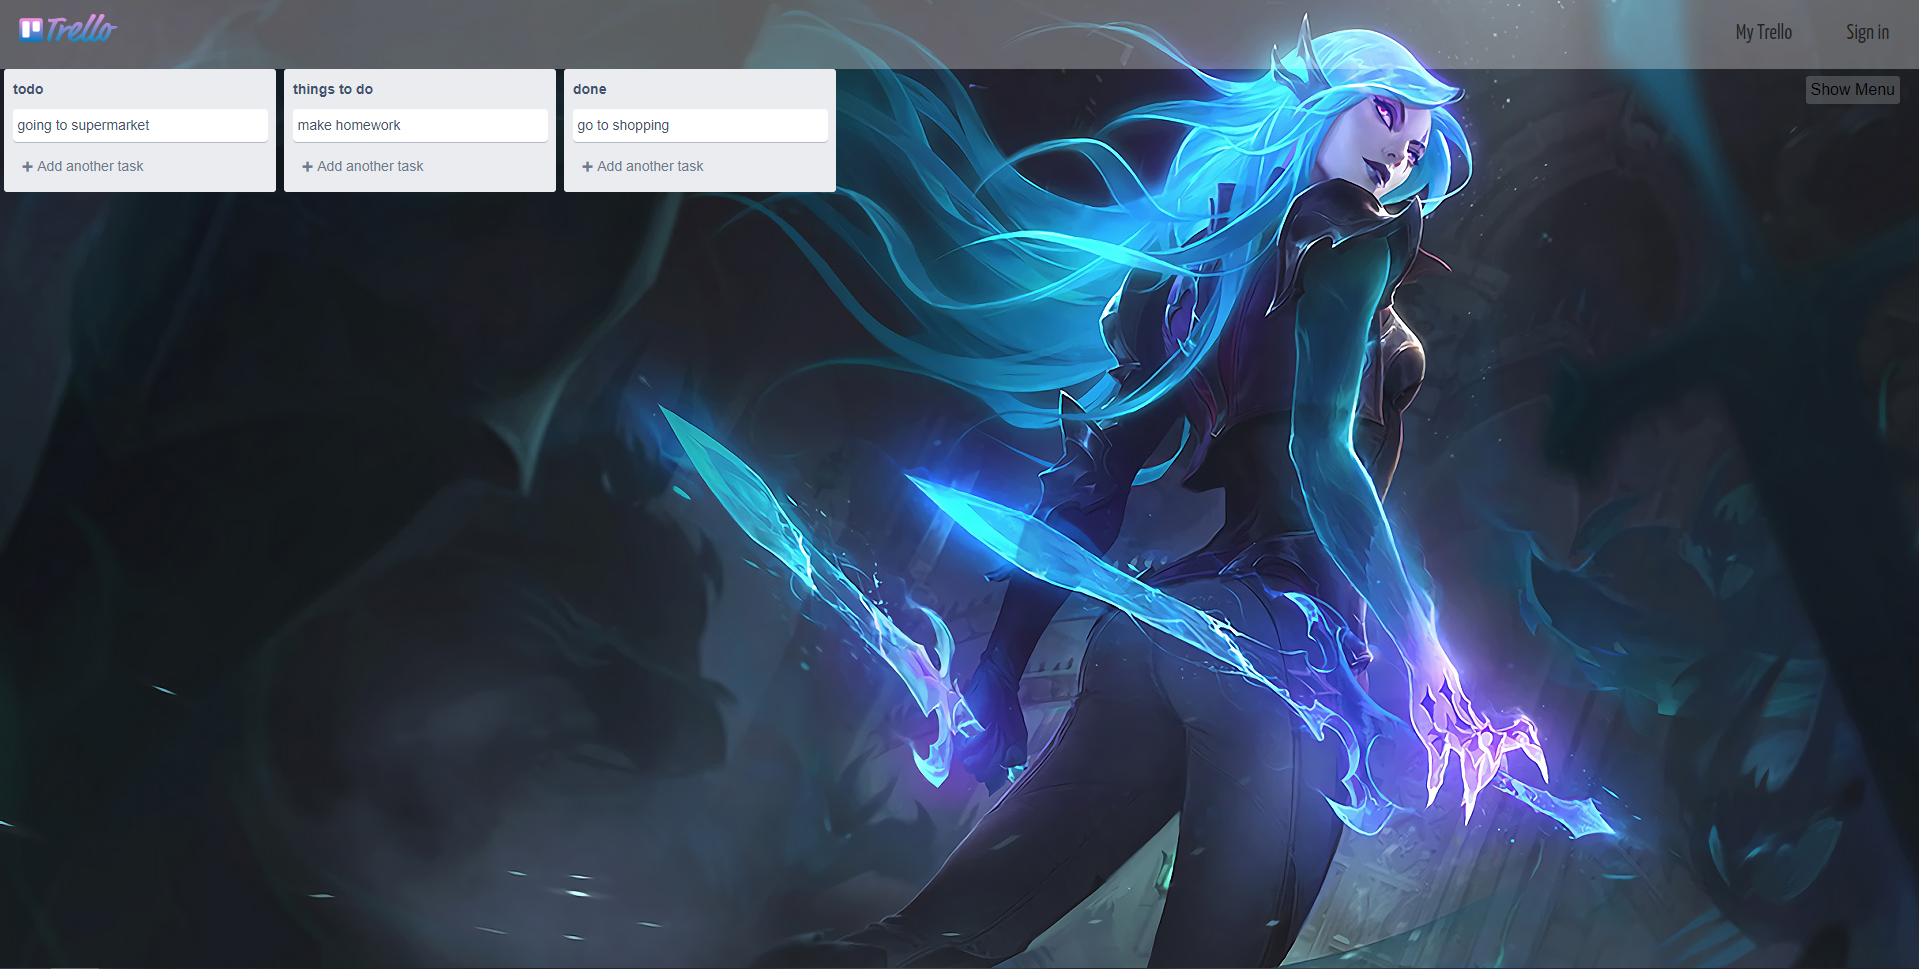 Trello
My Trello
Sign in
Show Menu
todo
going to supermarket
Add another task
things to do
make homework
Add another task
done
go to shopping
Add another task